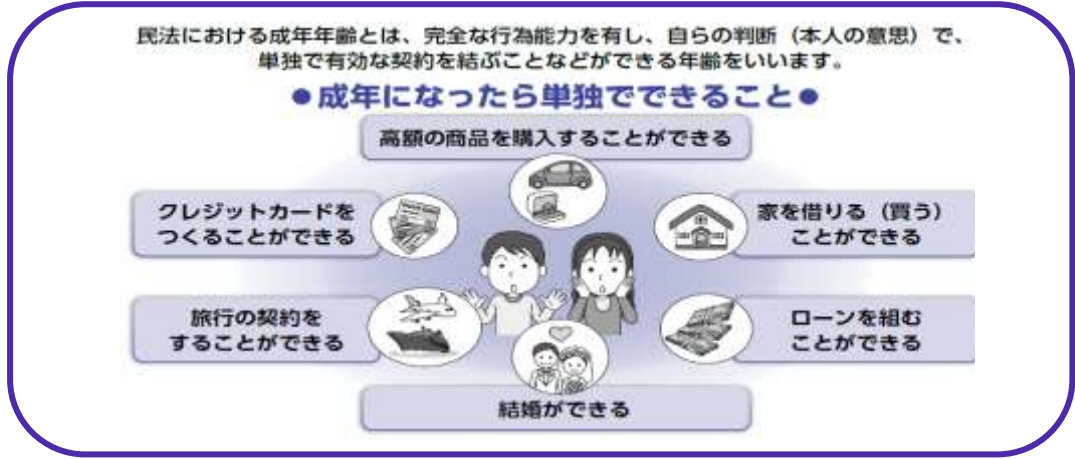 民法における成年年齢とは、完全な行為能力を有し、自らの判断（本人の意思）で、
単独で有効な契約を結ぶことなどができる年齢をいいます。
●成年になったら単独でできること●
高額の商品を購入することができる
クレジットカードを
つくることができる
家を借りる（買う）
ことができる
旅行の契約を
することができる
ローンを組む
ことができる
結婚ができる